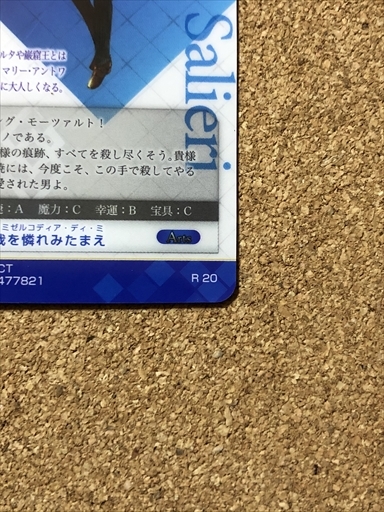 Salieri
ルタや巌窟王とは
マリー・アントワ
に大人しくなる。
ング・モーツァルト！
ノである。
様の痕跡、すべてを殺し尽くそう。貴様
暁には、今度こそ、この手で殺してやる
愛された男よ。
：A　魔力：C　幸運：B　宝具：C
ミゼルコディア・ディ・ミ
我を憐れみたまえ
Arts
CT
477821
R 20